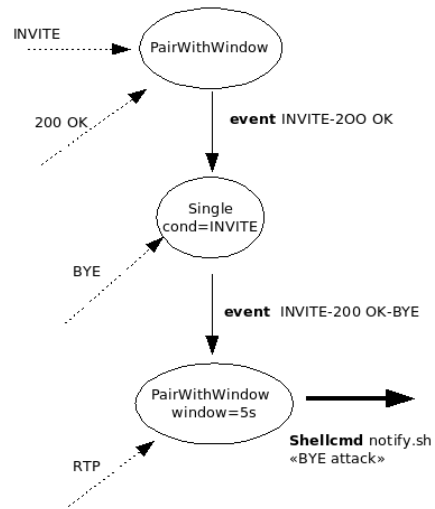 INVITE
PairWithWindow
200 OK
event INVITE-2OO OK
Single
cond=INVITE
BYE
event INVITE-200 OK-BYE
PairWithWindow
window=5s
Shellcmd notify.sh
«BYE attack»
RTP